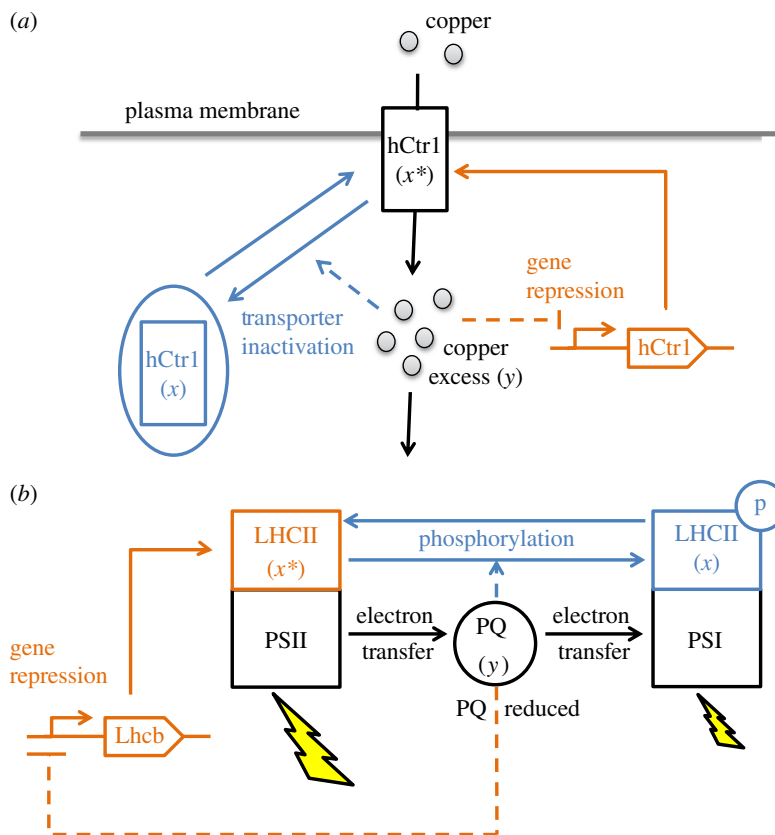 (a)
copper
plasma membrane
hCtr1
(x*)
gene
repression
transporter
inactivation
hCtr1
(x)
copper
excess (y)
hCtr1
(b)
p
LHCII
(x*)
phosphorylation
LHCII
(x)
PSII
electron
transfer
PQ
(y)
electron
transfer
PSI
gene
repression
PQ reduced
Lhcb